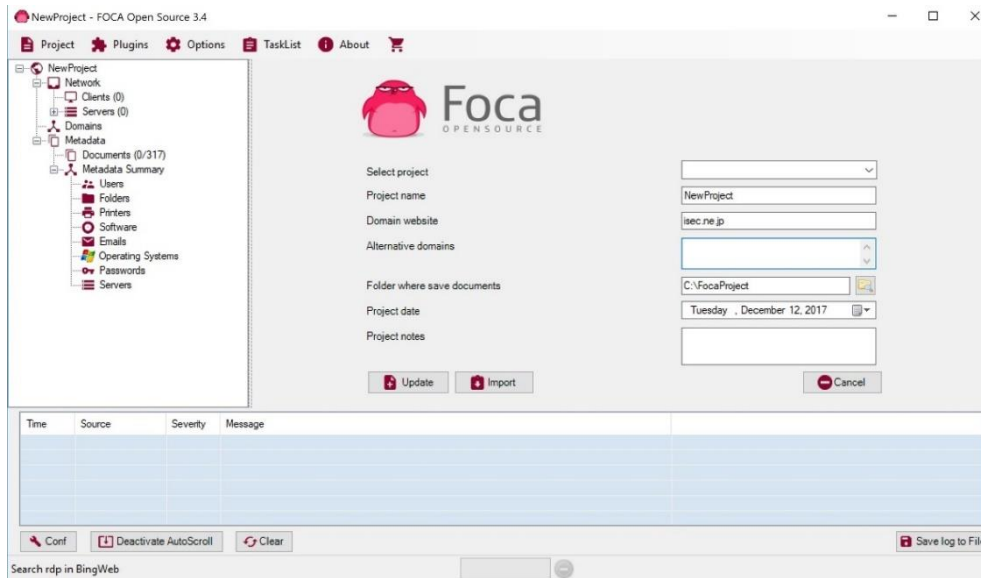 NewProject - FOCA Open Source 3.4
Project Plugins Options TaskList About
NewProject
Network
Clients (0)
Servers (0)
Domains
Metadata
Documents (0/317)
Metadata Summary
Users
Folders
Printers
Software
Emails
Operating Systems
Passwords
Servers
Foca
OPENSOURCE
Select project
Project name NewProject
Domain website isec.ne.jp
Alternative domains
Folder where save documents C:\FocaProject
Project date Tuesday , December 12, 2017
Project notes
Update Import Cancel
Time Source Severity Message
Conf Deactivate AutoScroll Clear Save log to File
Search rdp in BingWeb